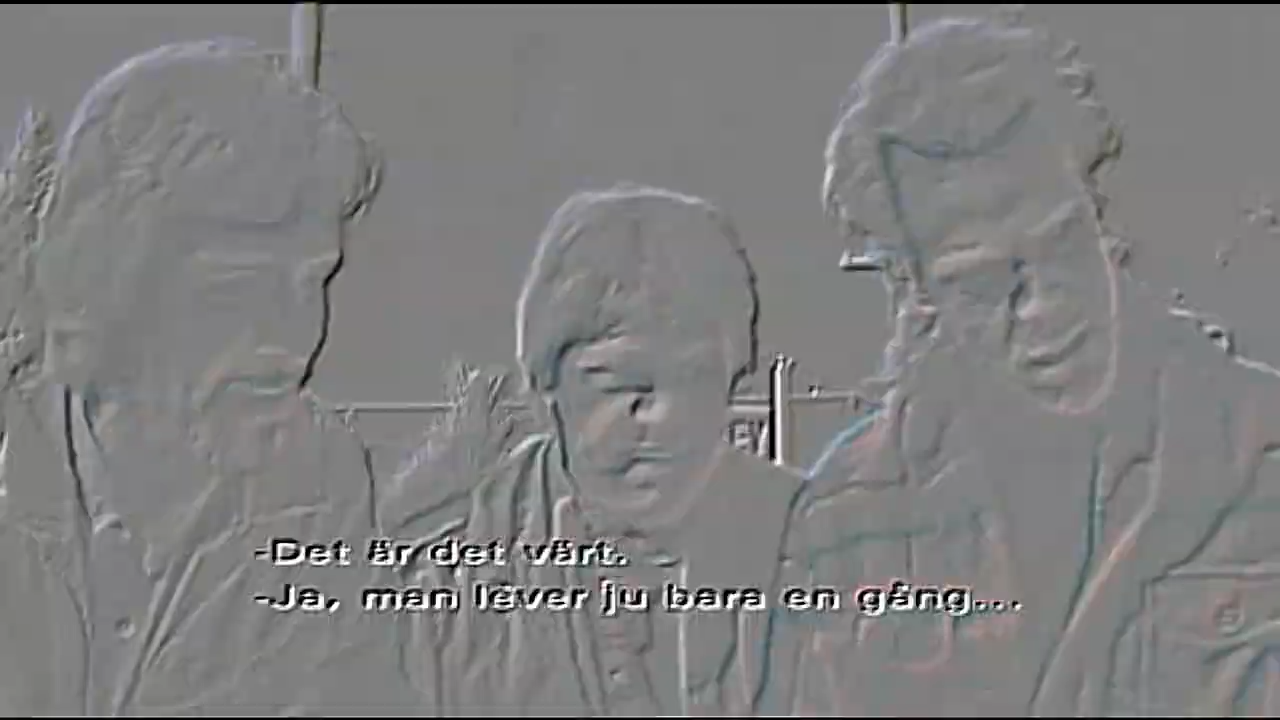 -Det är det värt.
-Ja, man lever ju bara en gång...